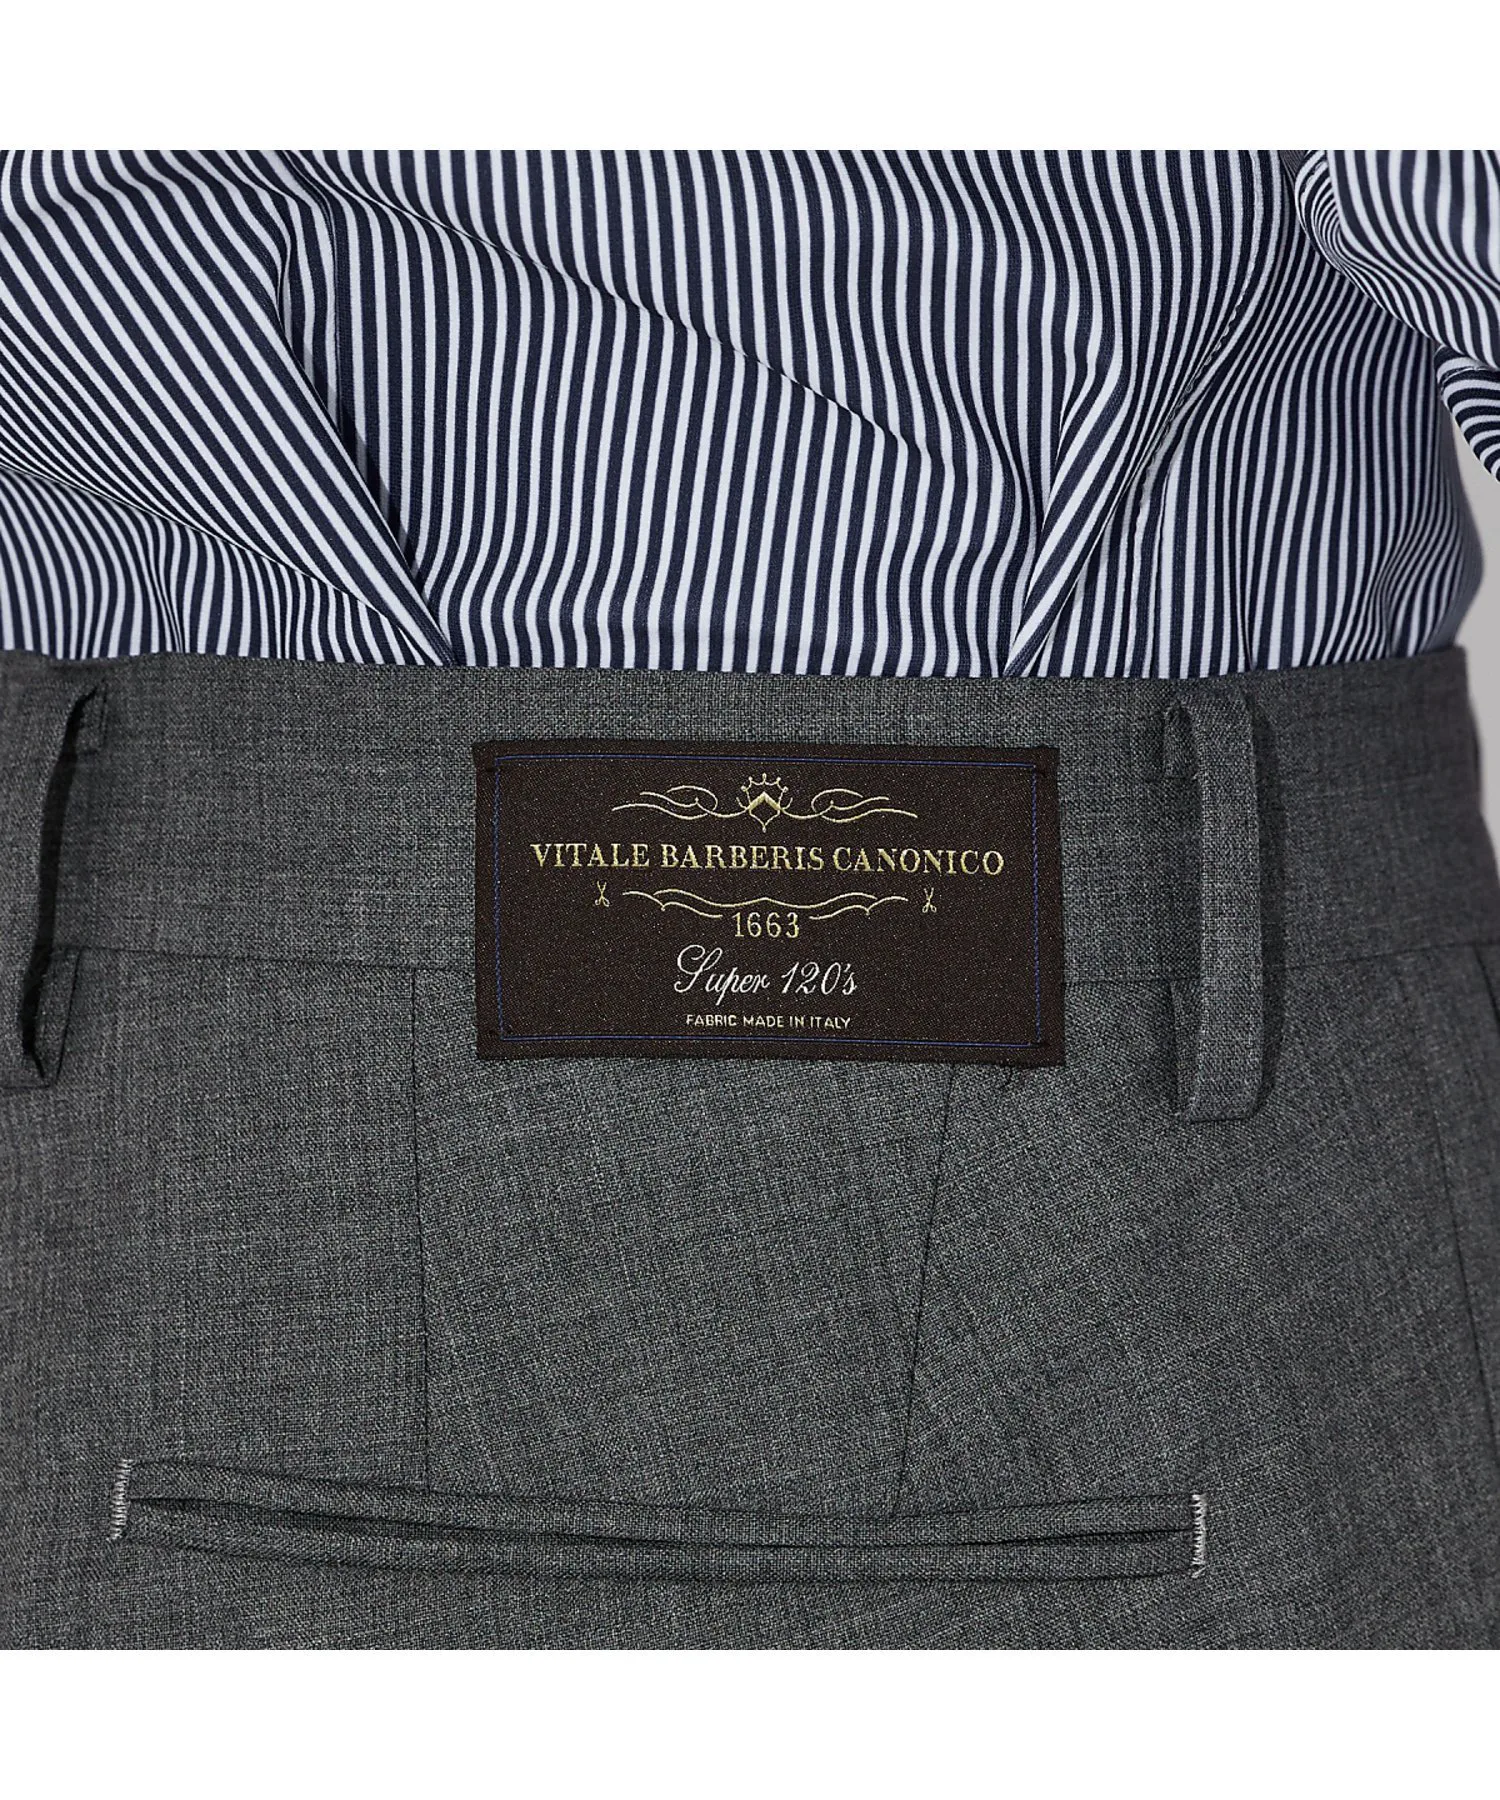 VITALE BARBERIS CANONICO
1663
Super 120's
FABRIC MADE IN ITALY